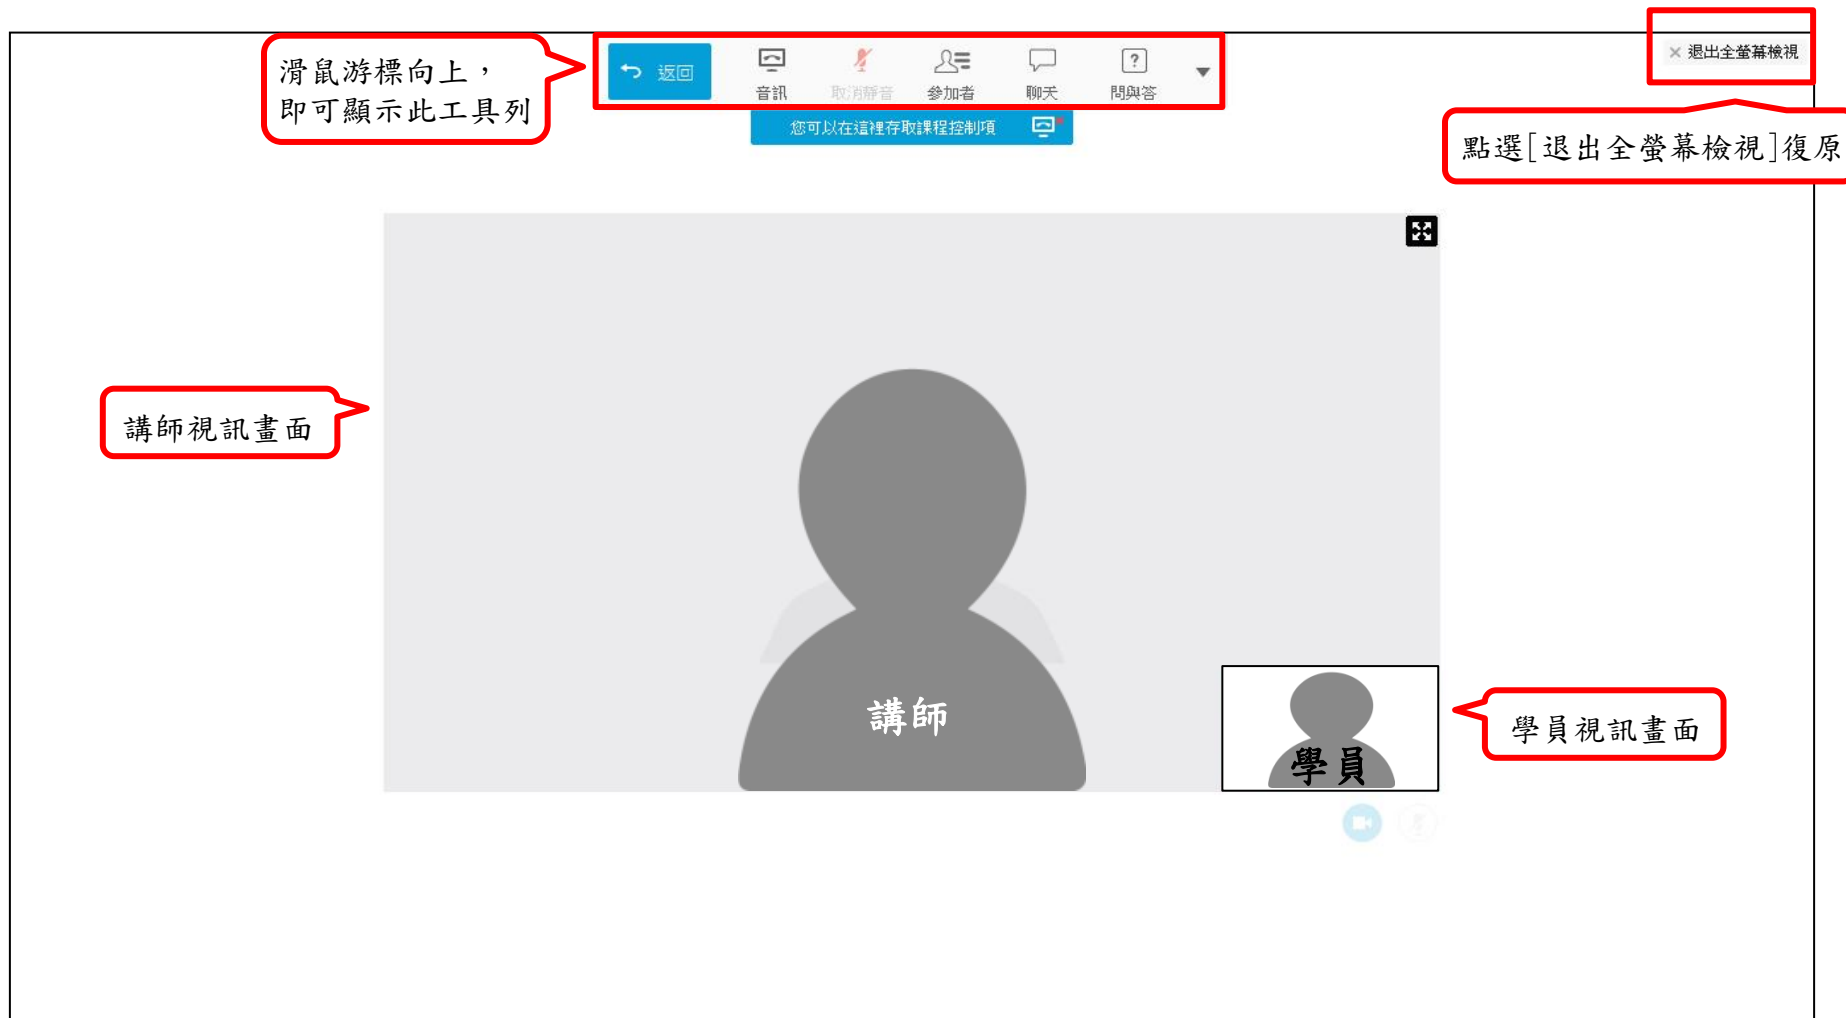 滑鼠游標向上，
即可顯示此工具列
返回
音訊
取消靜音
參加者
聊天
問與答
退出全螢幕檢視
您可以在這裡存取課程控制項
點選[退出全螢幕檢視]復原
講師視訊畫面
講師
學員
學員視訊畫面